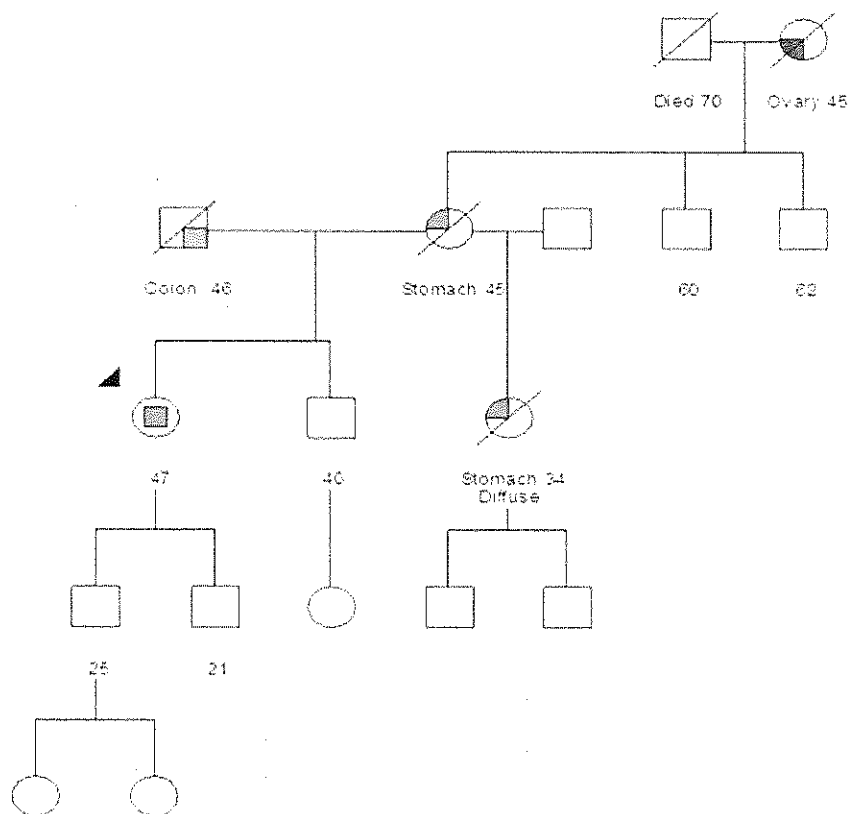 Died 70
Ovary 45
Colon 46
Stomach 45
60
62
47
40
Stomach 34
Diffuse
25
21